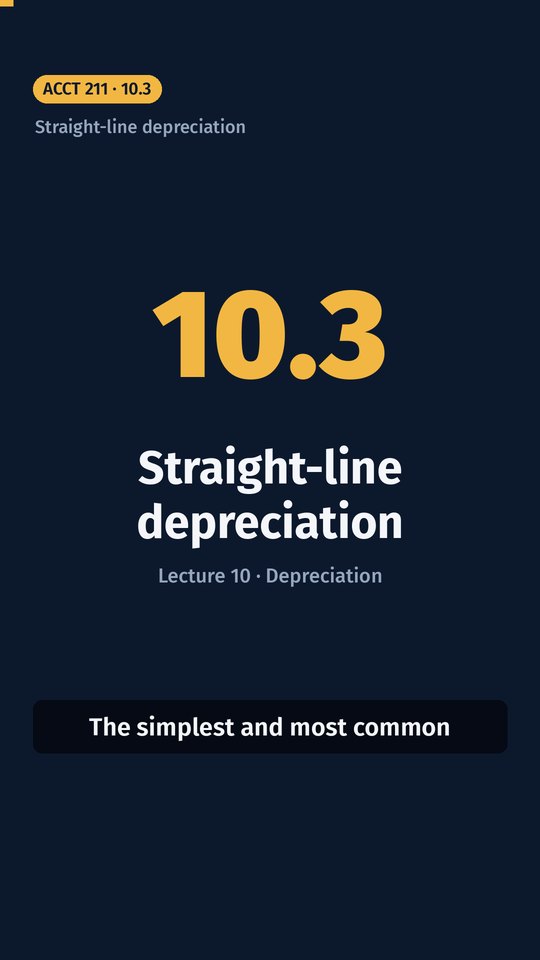 ACCT 211 · 10.3
Straight-line depreciation
10.3
Straight-line
depreciation
Lecture 10 · Depreciation
The simplest and most common